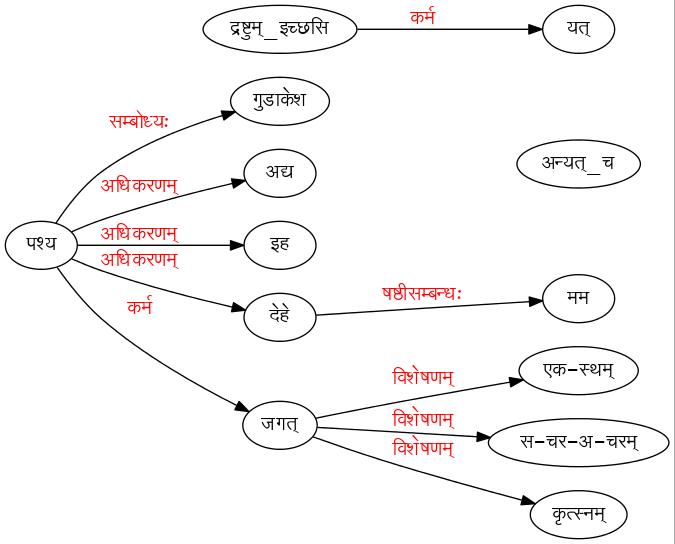 द्रष्टुम्_इच्छसि
कर्म
यत्
गुडाकेश
सम्बोध्यः
अन्यत्_च
अद्य
अधिकरणम्
पश्य
अधिकरणम्
इह
अधिकरणम्
देहे
षष्ठीसम्बन्धः
मम
कर्म
एक-स्थम्
विशेषणम्
जगत्
विशेषणम्
स-चर-अ-चरम्
विशेषणम्
कृत्स्नम्